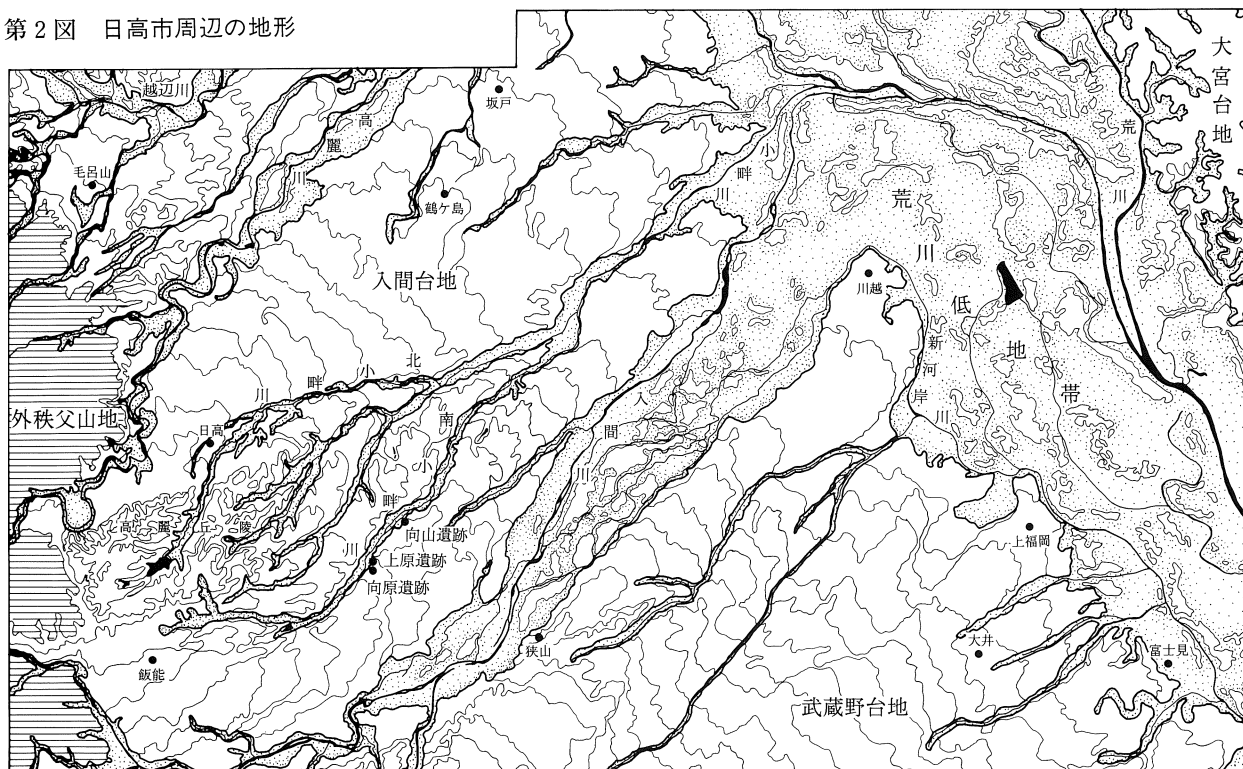 第2図 日高市周辺の地形
大宮台地
越辺川
坂戸
高麗川
荒川
毛呂山
小畔川
鶴ケ島
荒川低地帯
入間台地
川越
新河岸川
北小畔川
外秩父山地
日高
南小畔川
入間川
高麗丘陵
向山遺跡
上原遺跡
向原遺跡
上福岡
狭山
大井
富士見
飯能
武蔵野台地